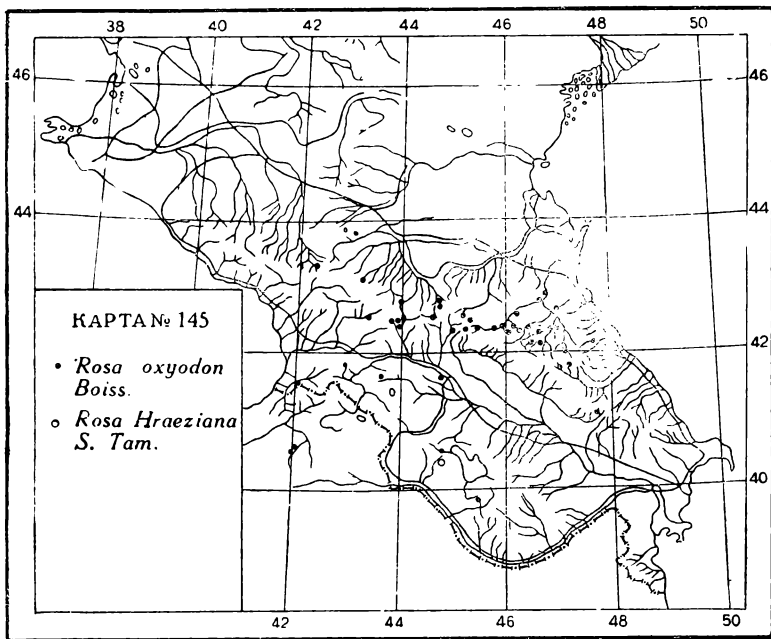 38 40 42 44 46 48 50
46 46
44 44
КАРТА № 145
• Rosa oxyodon
Boiss.
42
○ Rosa Hraeziana
S. Tam.
40 40
42 44 46 48 50